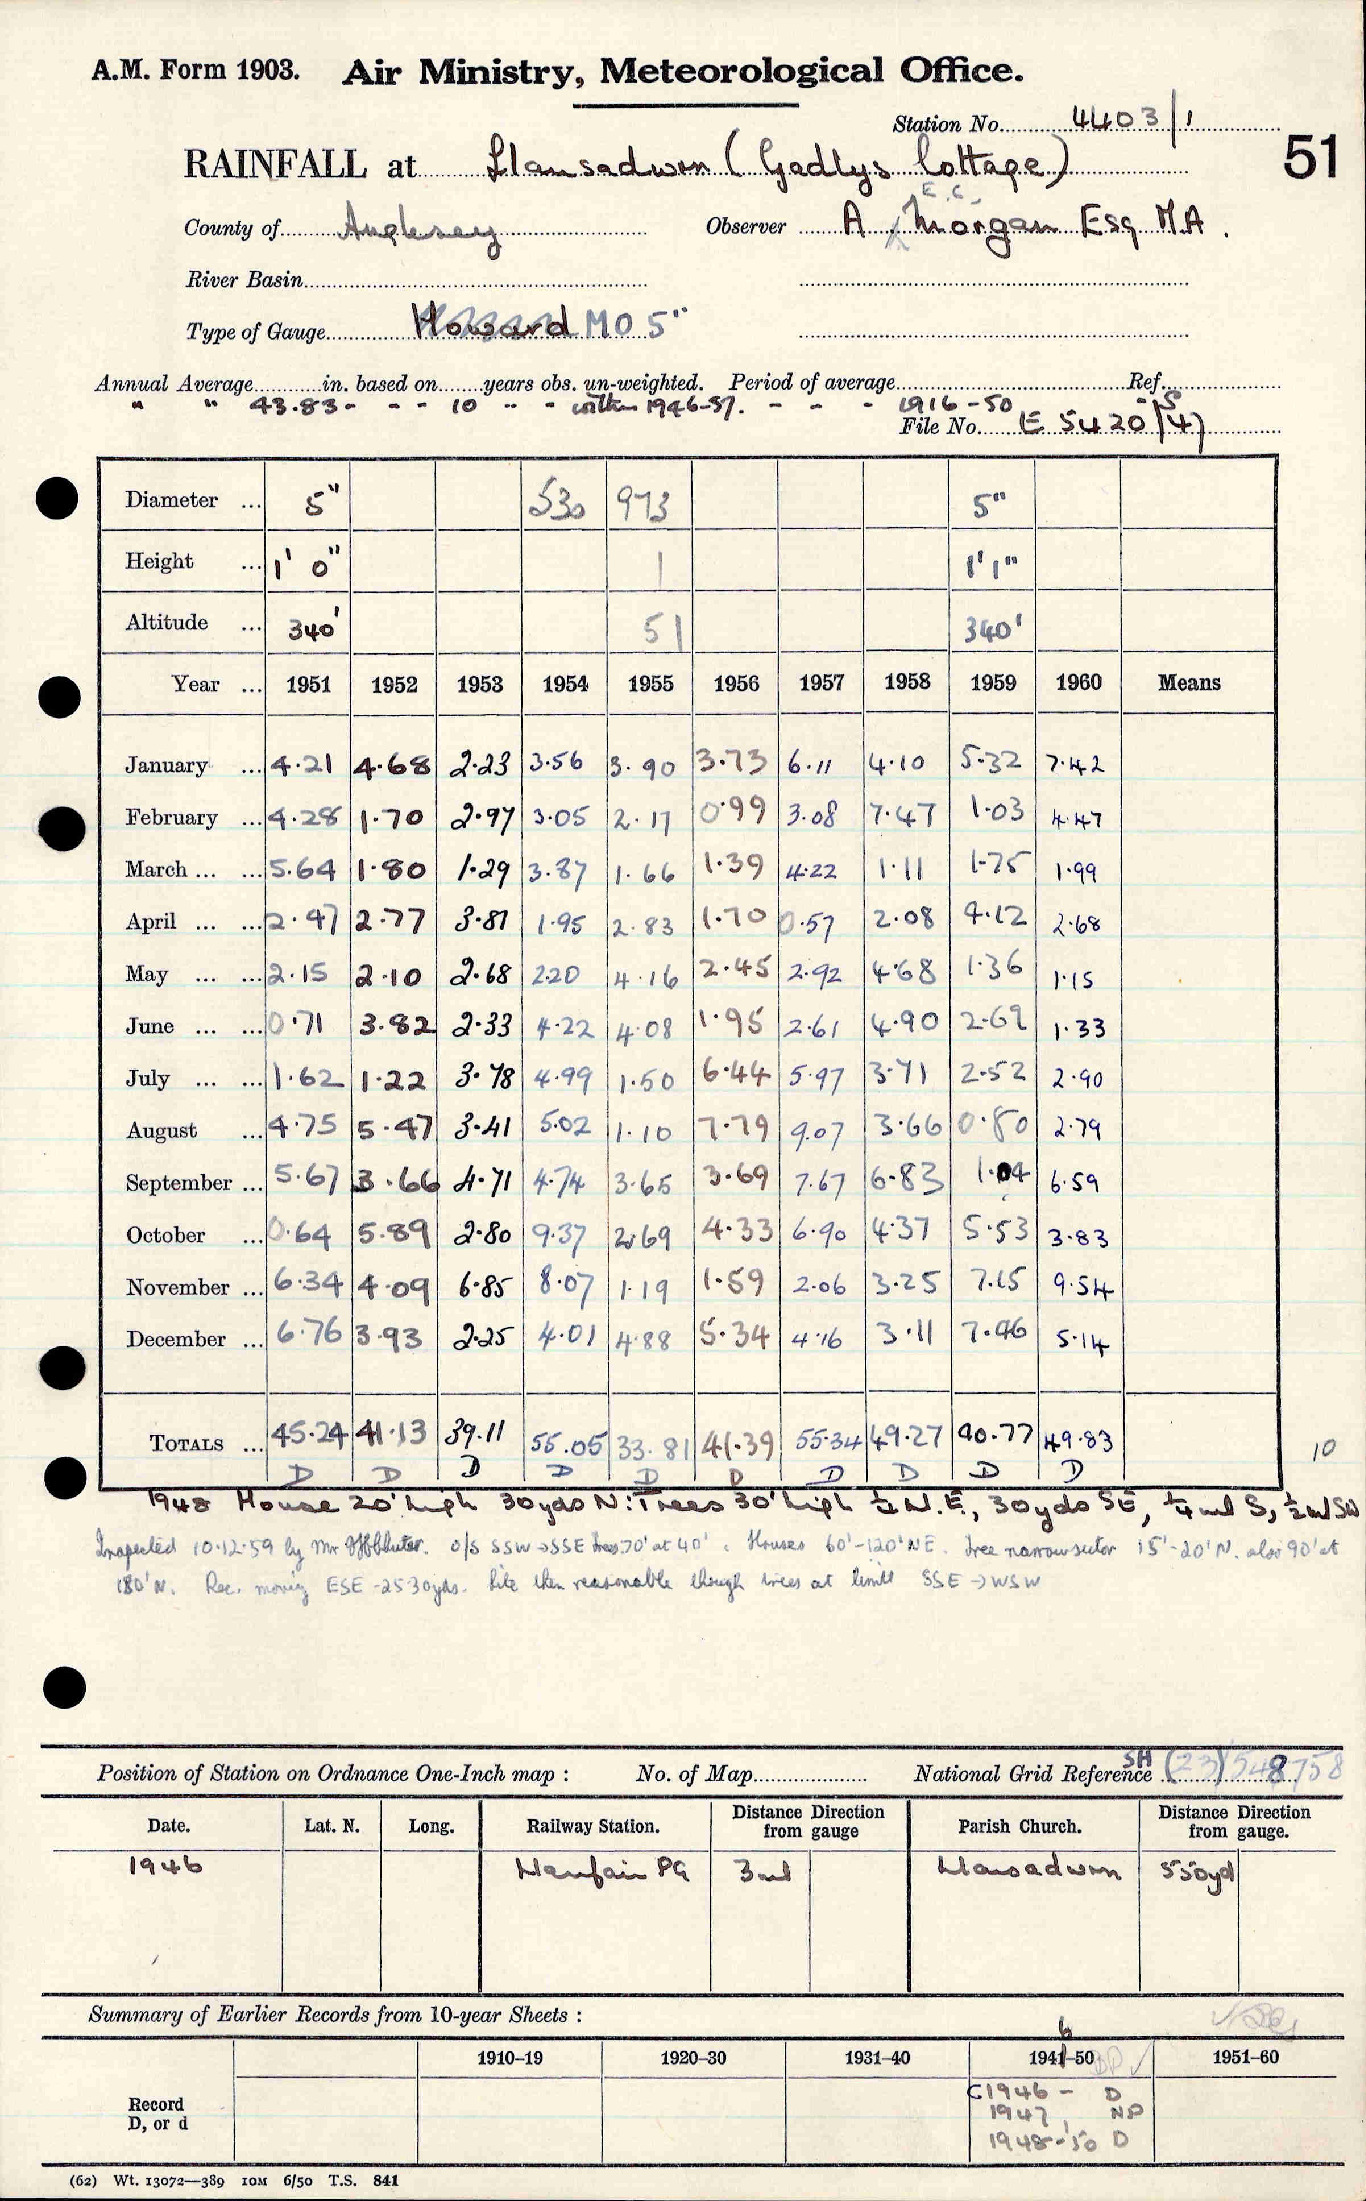 A.M. Form 1903. Air Ministry, Meteorological Office.
Station No. 4403/1
51
RAINFALL at Llansadwrn (Gadlys Cottage)
County of Anglesey Observer A E.C. Morgan Esq MA.
River Basin
Type of Gauge Howard MO 5"
Annual Average in. based on years obs. un-weighted. Period of average Ref. S
" " 43.83 - - - 10 - - - within 1946-57. - - - 1916-50
File No. E 5420/47
Diameter ... 5" 530 973 5"
Height ... 1' 0" 1 1'1"
Altitude ... 340' 51 340'
Year ... 1951 1952 1953 1954 1955 1956 1957 1958 1959 1960 Means
January ... 4.21 4.68 2.23 3.56 3.90 3.73 6.11 4.10 5.32 7.42
February ... 4.28 1.70 2.97 3.05 2.17 0.99 3.08 7.47 1.03 4.47
March ... ... 5.64 1.80 1.29 3.87 1.66 1.39 4.22 1.11 1.75 1.99
April ... ... 2.47 2.77 3.81 1.95 2.83 1.70 0.57 2.08 4.12 2.68
May ... ... 2.15 2.10 2.68 2.20 4.16 2.45 2.92 4.68 1.36 1.15
June ... ... 0.71 3.82 2.33 4.22 4.08 1.95 2.61 4.90 2.69 1.33
July ... ... 1.62 1.22 3.78 4.99 1.50 6.44 5.97 3.71 2.52 2.90
August ... 4.75 5.47 3.41 5.02 1.10 7.79 9.07 3.66 0.80 2.79
September ... 5.67 3.66 4.71 4.74 3.65 3.69 7.67 6.83 1.04 6.59
October ... 0.64 5.89 2.80 9.37 2.69 4.33 6.90 4.37 5.53 3.83
November ... 6.34 4.09 6.85 8.07 1.19 1.59 2.06 3.25 7.15 9.54
December ... 6.76 3.93 2.25 4.01 4.88 5.34 4.16 3.11 7.46 5.14
TOTALS ... 45.24 41.13 39.11 55.05 33.81 41.39 55.34 49.27 40.77 49.83 10
D D D D D D D D D D
1948 House 20' high 30yds N: Trees 30' high ½ N.E, 30yds SE, ¼ ml S, ½ ml SW
Inspected 10.12.59 by Mr o/s SSW → SSE trees 70' at 40'. Houses 60'-120' NE. Tree narrow sector 15'-20' N. also 90' at
180' N. Rec. moving ESE -25 30yds. Site then reasonable though trees at limit SSE → WSW
Position of Station on Ordnance One-Inch map : No. of Map National Grid Reference SH (23) 548758
Date. Lat. N. Long. Railway Station. Distance Direction from gauge Parish Church. Distance Direction from gauge.
1946 Llanfair PG 3 ml Llansadwrn 550yd
Summary of Earlier Records from 10-year Sheets :
6
1910–19 1920–30 1931–40 1941–50 1951–60
Record
D, or d
C1946 - D
1947, NP
1948-50 D
(62) Wt. 13072—389 10M 6/50 T.S. 841